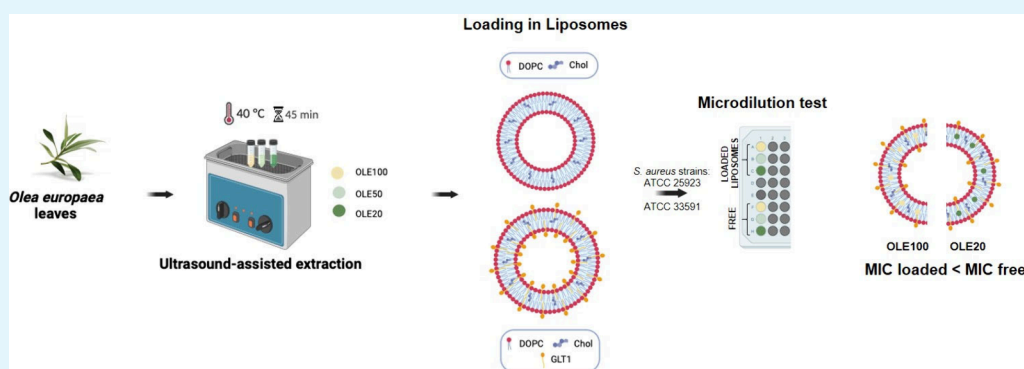 Loading in Liposomes
DOPC Chol
Olea europaea
leaves
40 ºC 45 min
OLE100
OLE50
OLE20
Ultrasound-assisted extraction
DOPC Chol
GLT1
S. aureus strains:
ATCC 25923
ATCC 33591
Microdilution test
LOADED
LIPOSOMES
FREE
OLE100 OLE20
MIC loaded < MIC free